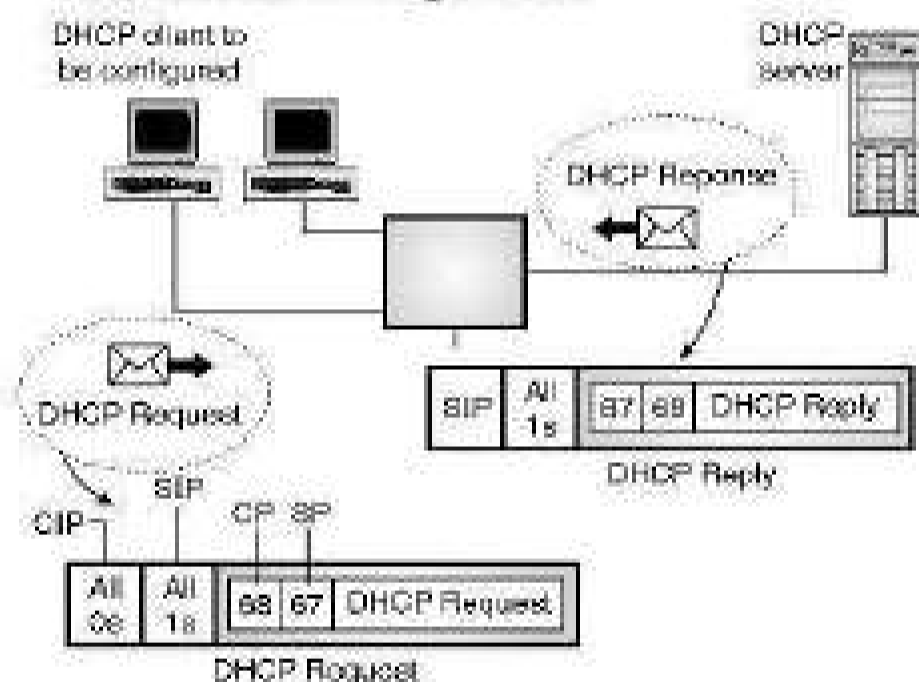 DHCP client to
be configured
DHCP
server
DHCP Reponse
DHCP Request
SIP
All
1s
67 68 DHCP Reply
DHCP Reply
CIP
SIP
CP SP
All
0s
All
1s
68 67 DHCP Request
DHCP Request